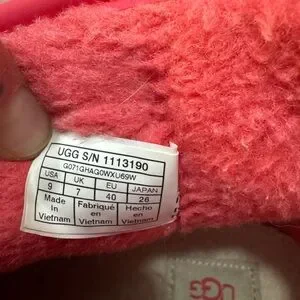 UGG S/N 1113190
G071GHAG0WXU69W
USA UK EU JAPAN
9 7 40 26
Made in Vietnam Fabriqué en Vietnam Hecho en Vietnam
UGG